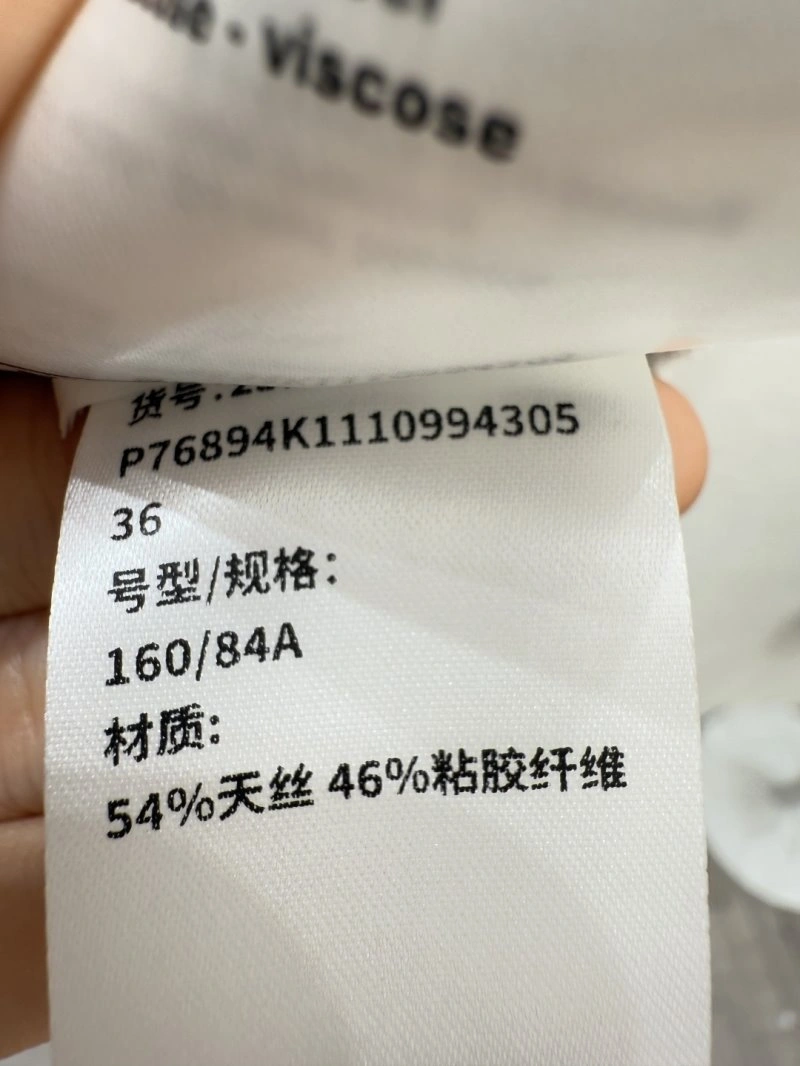 viscose
货号:
P76894K1110994305
36
号型/规格:
160/84A
材质:
54%天丝 46%粘胶纤维